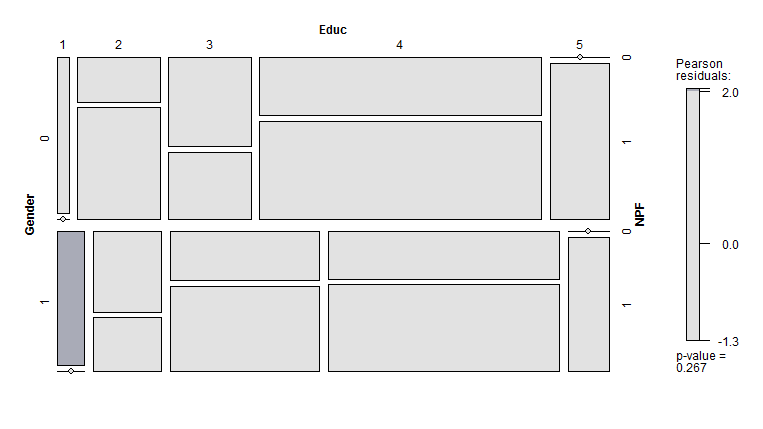 Educ
1 2 3 4 5
Gender
0
1
NPF
0
1
0
1
Pearson
residuals:
2.0
0.0
-1.3
p-value =
0.267